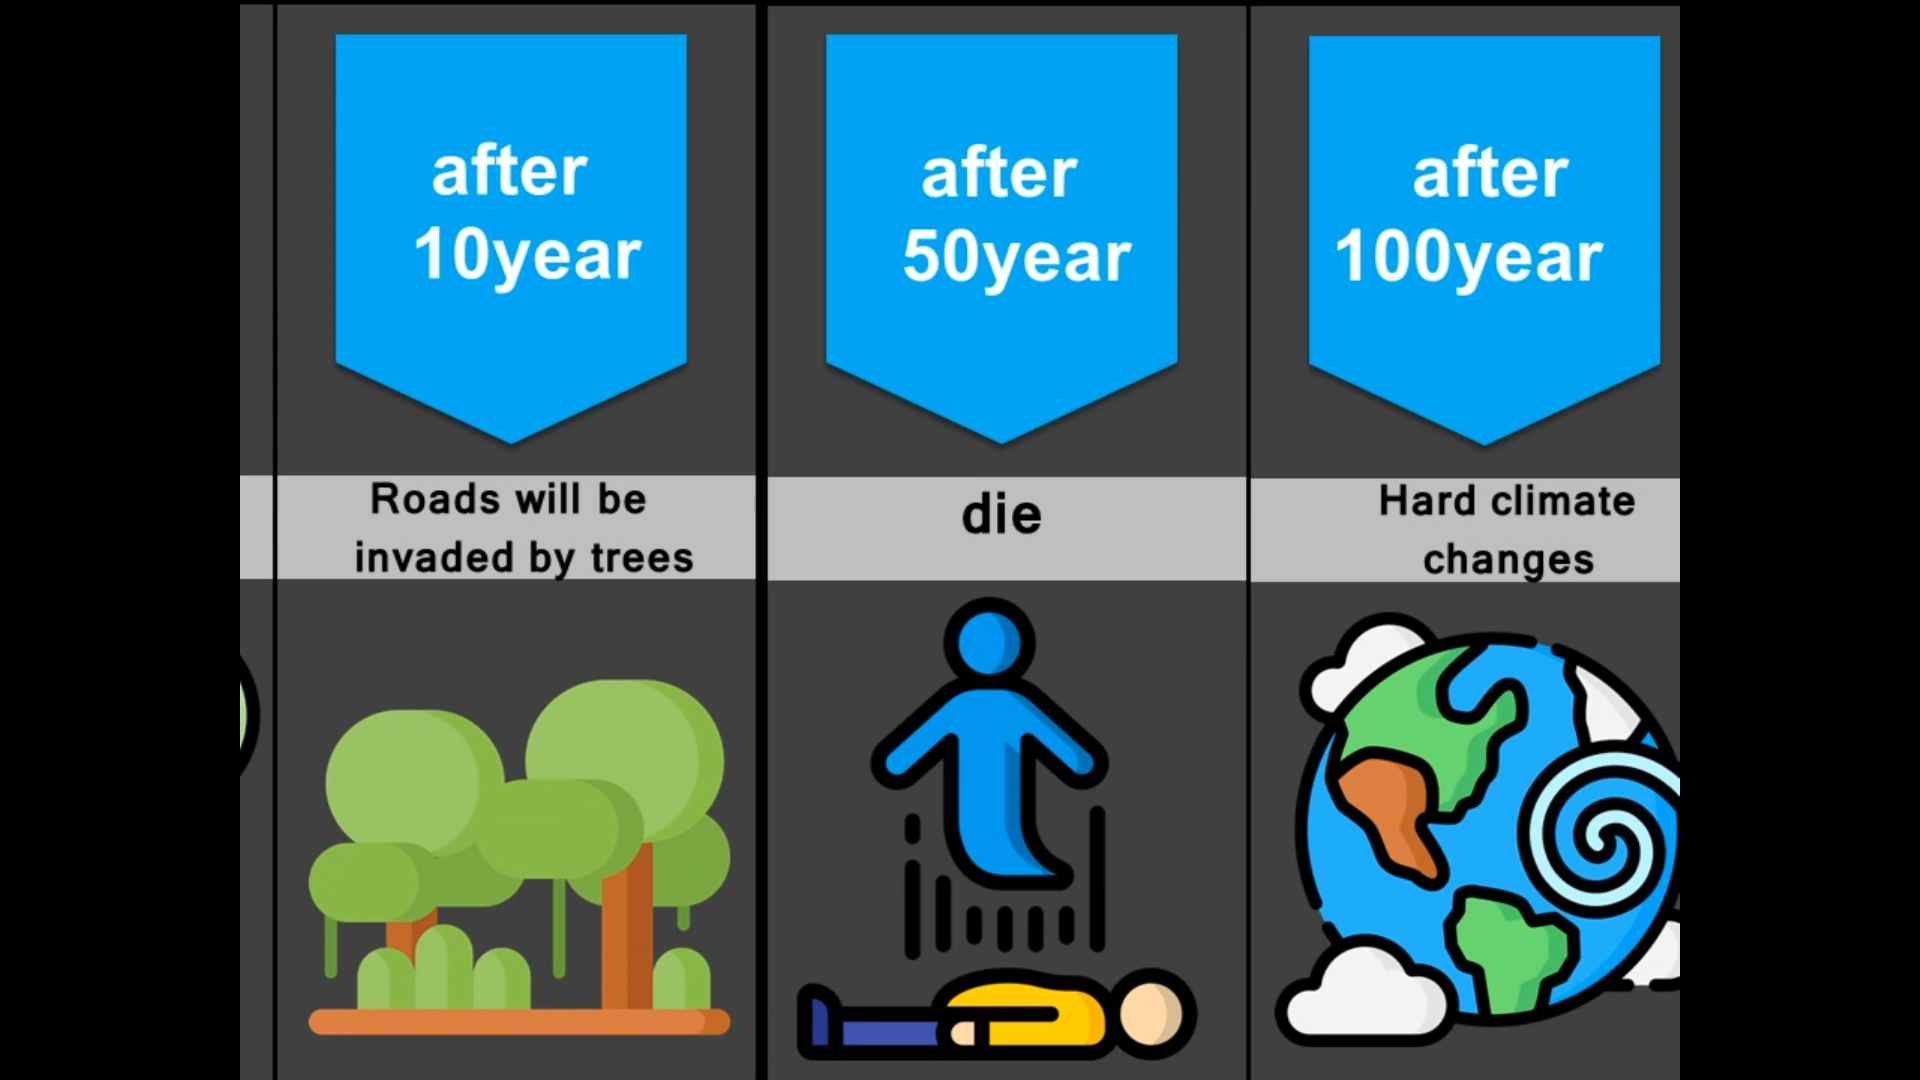 after
10year
Roads will be
invaded by trees
after
50year
die
after
100year
Hard climate
changes